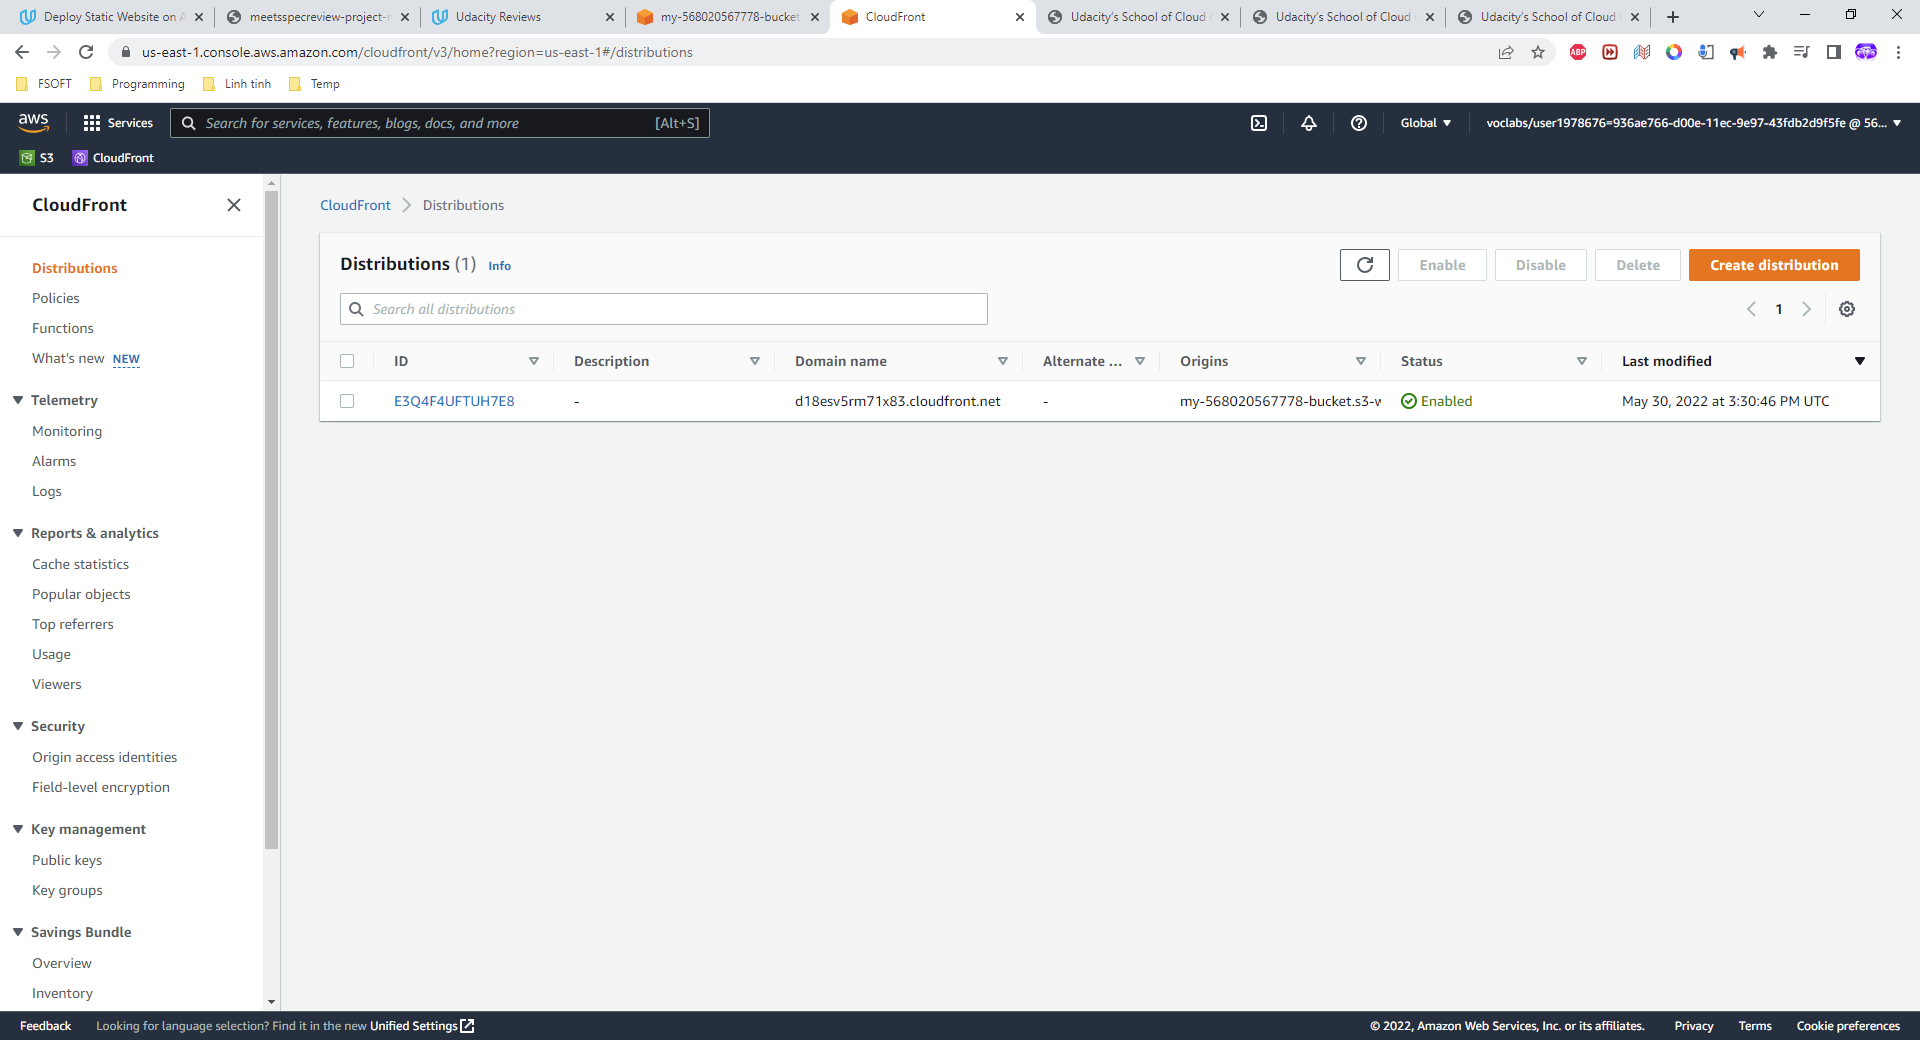 Deploy Static Website on A
meetsspecreview-project-r
Udacity Reviews
my-568020567778-bucket
CloudFront
Udacity's School of Cloud
Udacity's School of Cloud
Udacity's School of Cloud
us-east-1.console.aws.amazon.com/cloudfront/v3/home?region=us-east-1#/distributions
ABP
FSOFT
Programming
Linh tinh
Temp
aws
Services
Search for services, features, blogs, docs, and more
[Alt+S]
Global
voclabs/user1978676=936ae766-d00e-11ec-9e97-43fdb2d9f5fe @ 56...
S3
CloudFront
CloudFront
Distributions
Policies
Functions
What's new NEW
Telemetry
Monitoring
Alarms
Logs
Reports & analytics
Cache statistics
Popular objects
Top referrers
Usage
Viewers
Security
Origin access identities
Field-level encryption
Key management
Public keys
Key groups
Savings Bundle
Overview
Inventory
CloudFront > Distributions
Distributions (1) Info
Enable
Disable
Delete
Create distribution
Search all distributions
1
ID Description Domain name Alternate ... Origins Status Last modified
E3Q4F4UFTUH7E8 - d18esv5rm71x83.cloudfront.net - my-568020567778-bucket.s3-w Enabled May 30, 2022 at 3:30:46 PM UTC
Feedback
Looking for language selection? Find it in the new Unified Settings
© 2022, Amazon Web Services, Inc. or its affiliates.
Privacy
Terms
Cookie preferences